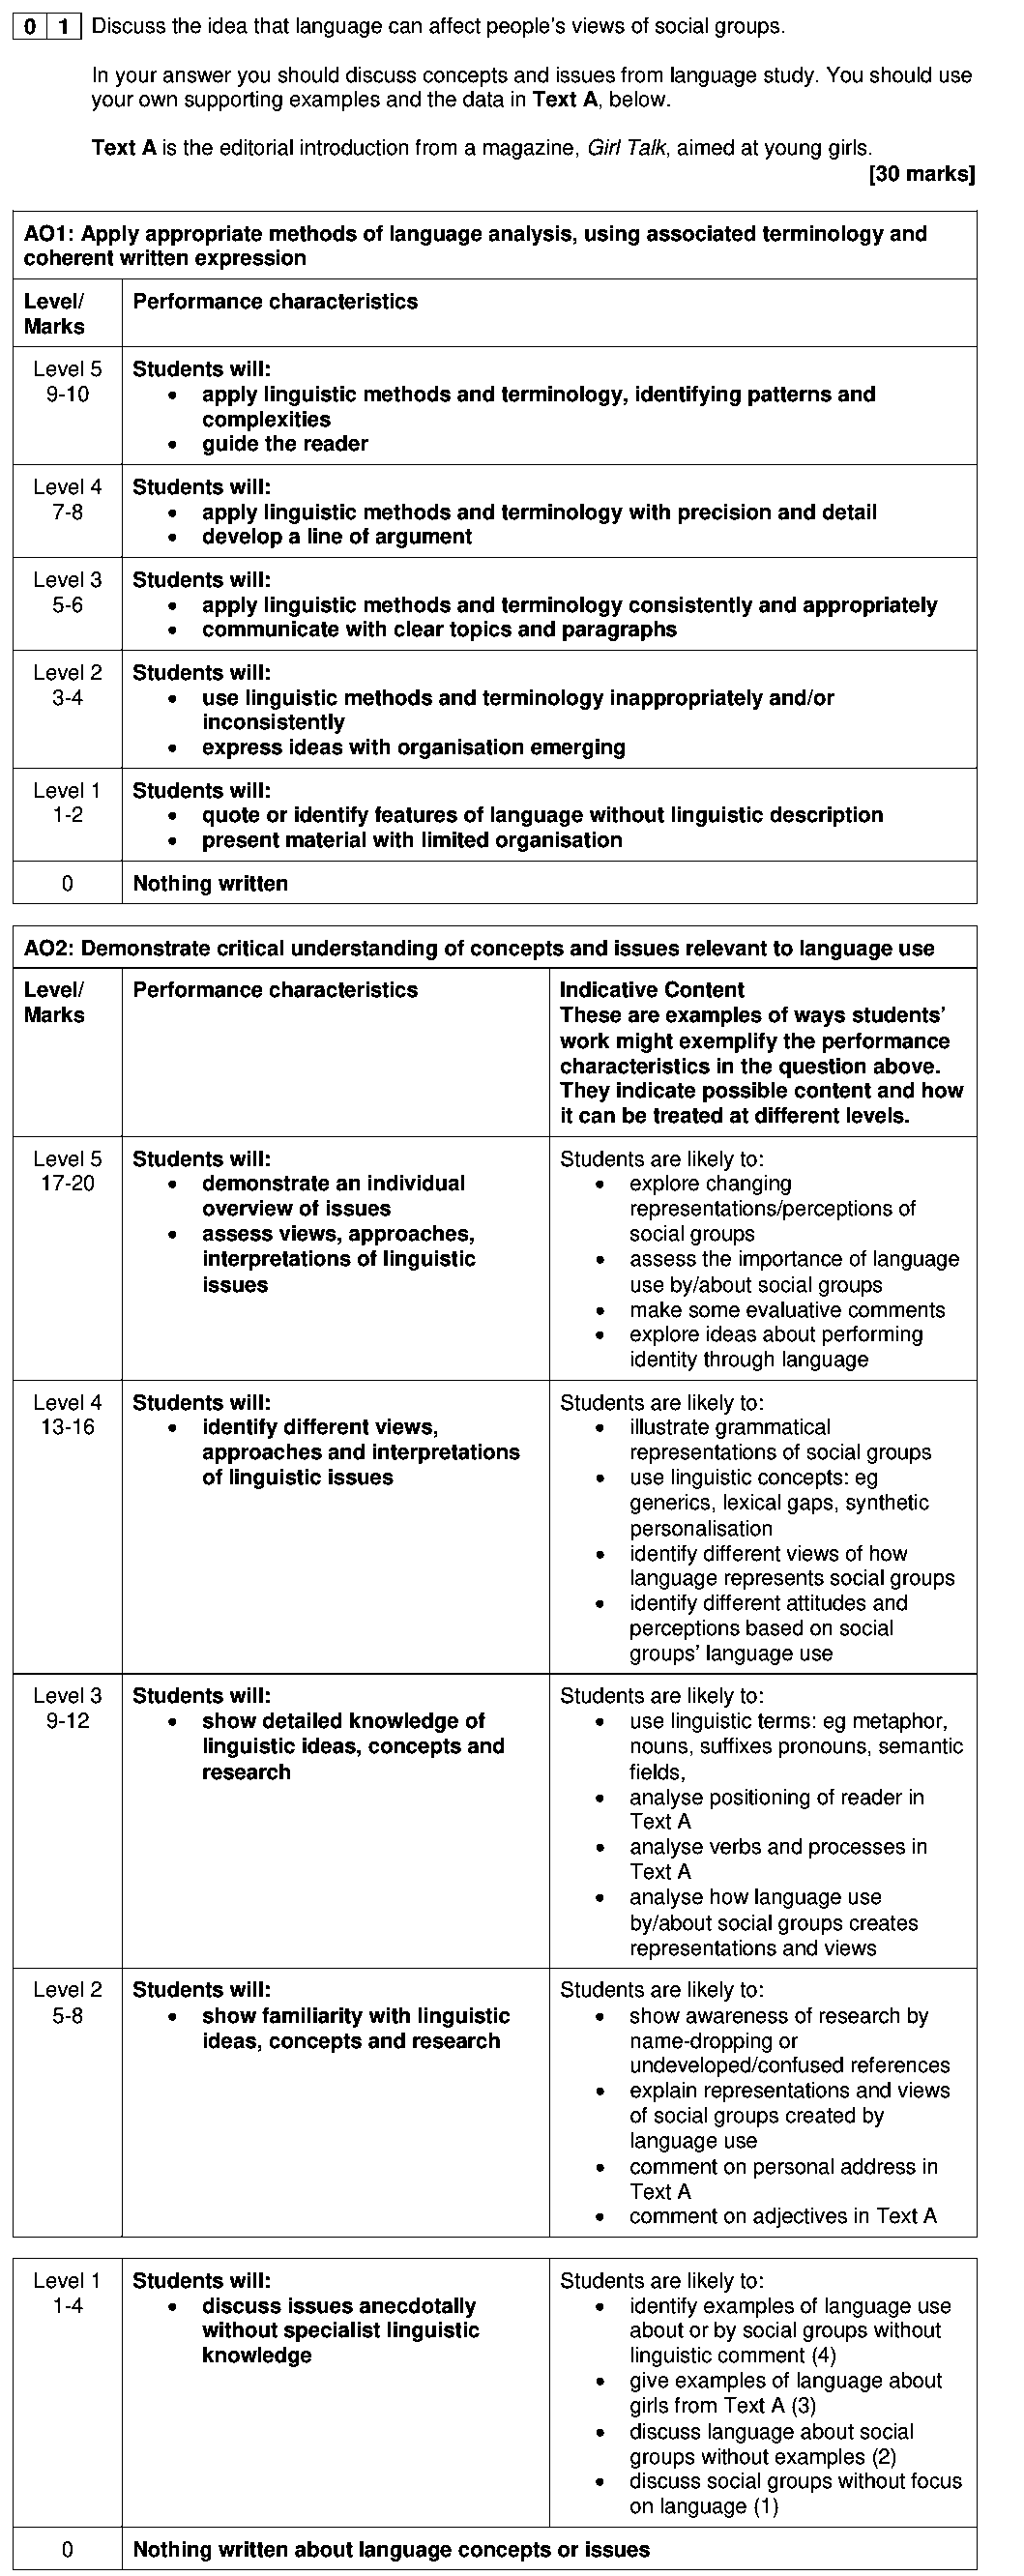 0 1 Discuss the idea that language can affect people's views of social groups.
In your answer you should discuss concepts and issues from language study. You should use
your own supporting examples and the data in Text A, below.
Text A is the editorial introduction from a magazine, Girl Talk, aimed at young girls.
[30 marks]
AO1: Apply appropriate methods of language analysis, using associated terminology and
coherent written expression
Level/
Marks
Performance characteristics
Level 5
9-10
Students will:
• apply linguistic methods and terminology, identifying patterns and
complexities
• guide the reader
Level 4
7-8
Students will:
• apply linguistic methods and terminology with precision and detail
• develop a line of argument
Level 3
5-6
Students will:
• apply linguistic methods and terminology consistently and appropriately
• communicate with clear topics and paragraphs
Level 2
3-4
Students will:
• use linguistic methods and terminology inappropriately and/or
inconsistently
• express ideas with organisation emerging
Level 1
1-2
Students will:
• quote or identify features of language without linguistic description
• present material with limited organisation
0
Nothing written
AO2: Demonstrate critical understanding of concepts and issues relevant to language use
Level/
Marks
Performance characteristics
Indicative Content
These are examples of ways students'
work might exemplify the performance
characteristics in the question above.
They indicate possible content and how
it can be treated at different levels.
Level 5
17-20
Students will:
• demonstrate an individual
overview of issues
• assess views, approaches,
interpretations of linguistic
issues
Students are likely to:
• explore changing
representations/perceptions of
social groups
• assess the importance of language
use by/about social groups
• make some evaluative comments
• explore ideas about performing
identity through language
Level 4
13-16
Students will:
• identify different views,
approaches and interpretations
of linguistic issues
Students are likely to:
• illustrate grammatical
representations of social groups
• use linguistic concepts: eg
generics, lexical gaps, synthetic
personalisation
• identify different views of how
language represents social groups
• identify different attitudes and
perceptions based on social
groups' language use
Level 3
9-12
Students will:
• show detailed knowledge of
linguistic ideas, concepts and
research
Students are likely to:
• use linguistic terms: eg metaphor,
nouns, suffixes pronouns, semantic
fields,
• analyse positioning of reader in
Text A
• analyse verbs and processes in
Text A
• analyse how language use
by/about social groups creates
representations and views
Level 2
5-8
Students will:
• show familiarity with linguistic
ideas, concepts and research
Students are likely to:
• show awareness of research by
name-dropping or
undeveloped/confused references
• explain representations and views
of social groups created by
language use
• comment on personal address in
Text A
• comment on adjectives in Text A
Level 1
1-4
Students will:
• discuss issues anecdotally
without specialist linguistic
knowledge
Students are likely to:
• identify examples of language use
about or by social groups without
linguistic comment (4)
• give examples of language about
girls from Text A (3)
• discuss language about social
groups without examples (2)
• discuss social groups without focus
on language (1)
0
Nothing written about language concepts or issues